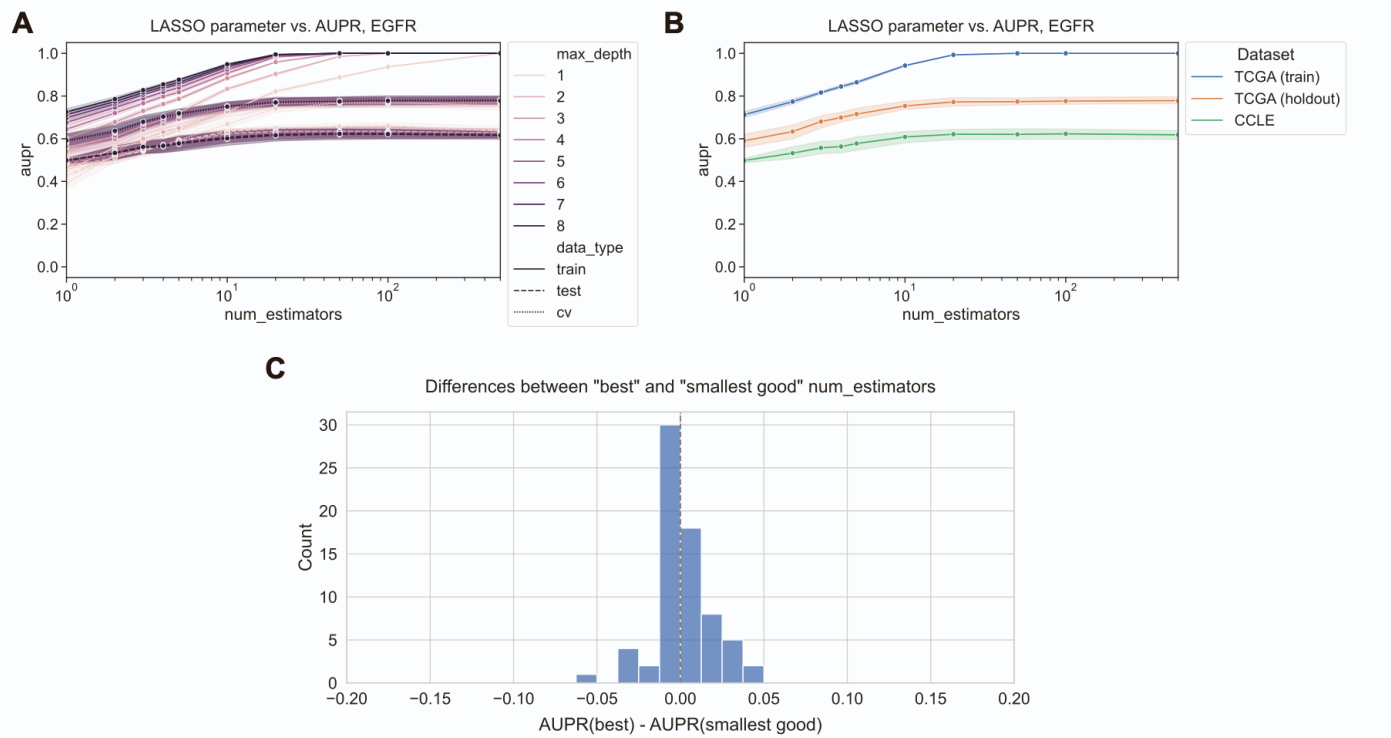 A
LASSO parameter vs. AUPR, EGFR
aupr
1.0
0.8
0.6
0.4
0.2
0.0
10^0
10^1
10^2
num_estimators
max_depth
1
2
3
4
5
6
7
8
data_type
train
test
cv
B
LASSO parameter vs. AUPR, EGFR
aupr
1.0
0.8
0.6
0.4
0.2
0.0
10^0
10^1
10^2
num_estimators
Dataset
TCGA (train)
TCGA (holdout)
CCLE
C
Differences between "best" and "smallest good" num_estimators
Count
30
25
20
15
10
5
0
−0.20
−0.15
−0.10
−0.05
0.00
0.05
0.10
0.15
0.20
AUPR(best) - AUPR(smallest good)